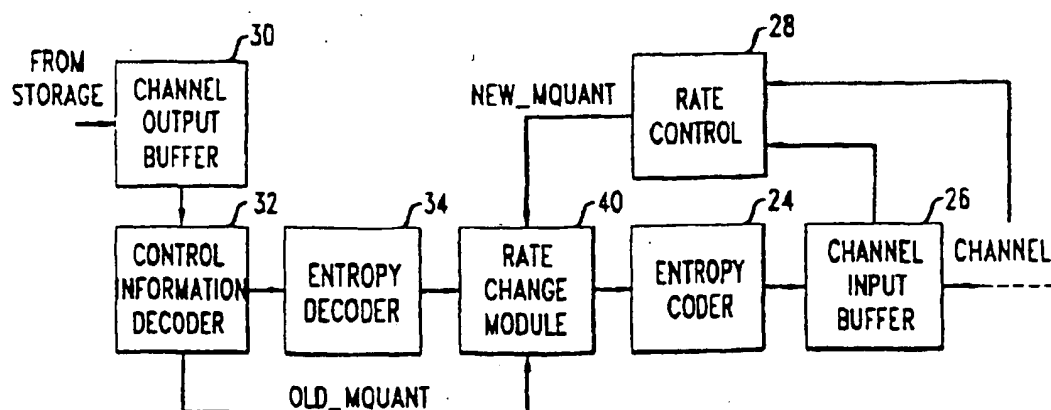 30
FROM
STORAGE
CHANNEL
OUTPUT
BUFFER
28
NEW_MQUANT
RATE
CONTROL
32
CONTROL
INFORMATION
DECODER
34
ENTROPY
DECODER
40
RATE
CHANGE
MODULE
24
ENTROPY
CODER
26
CHANNEL
INPUT
BUFFER
CHANNEL
OLD_MQUANT